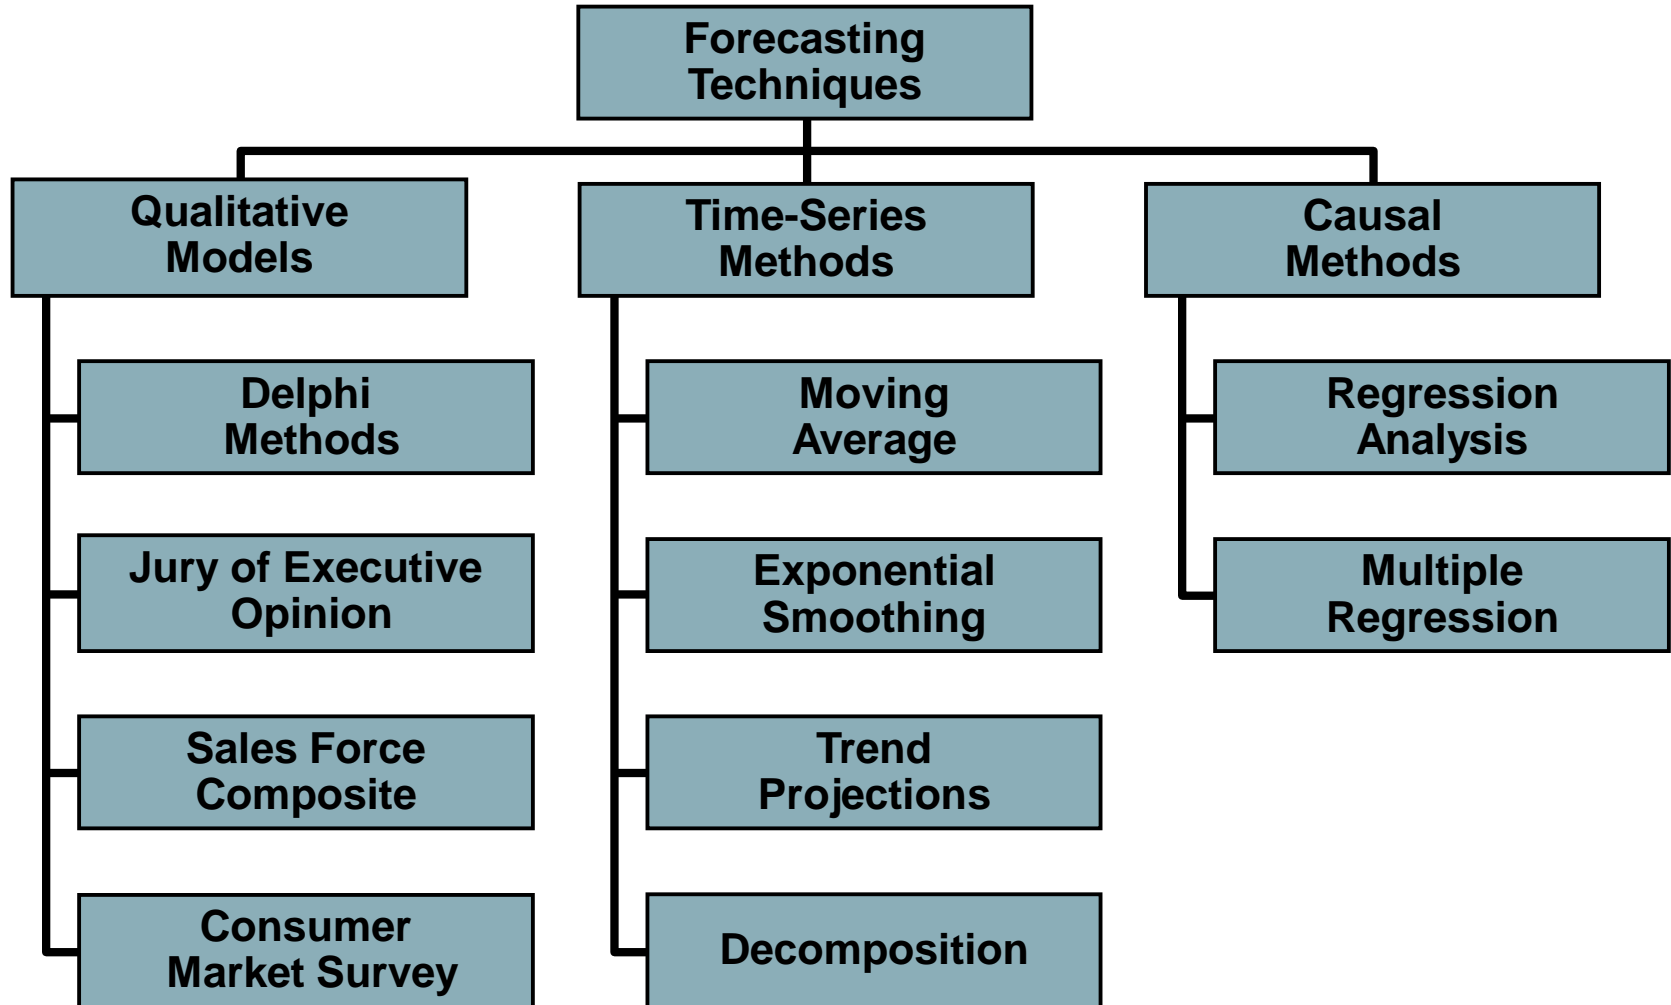 Forecasting
Techniques
Qualitative
Models
Time-Series
Methods
Causal
Methods
Delphi
Methods
Moving
Average
Regression
Analysis
Jury of Executive
Opinion
Exponential
Smoothing
Multiple
Regression
Sales Force
Composite
Trend
Projections
Consumer
Market Survey
Decomposition